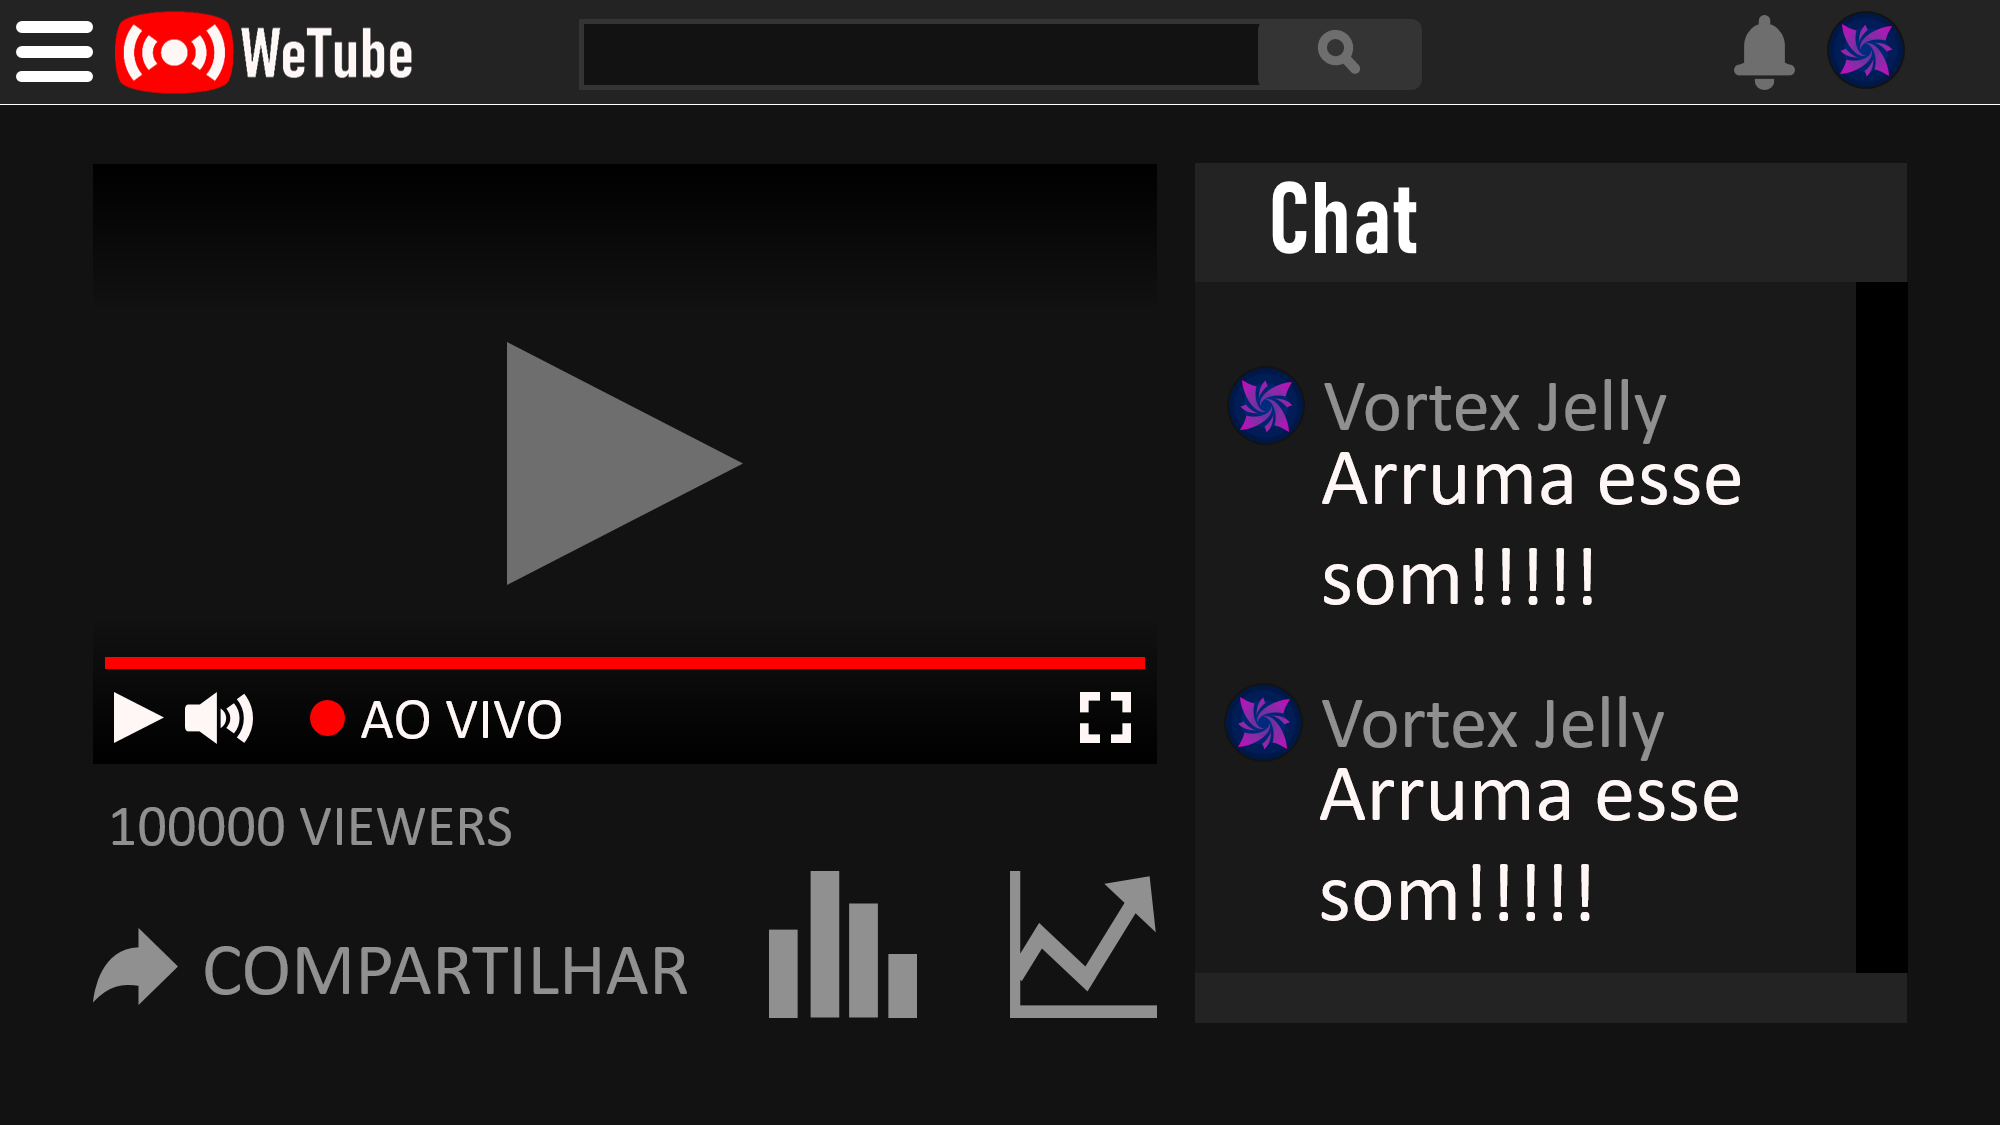 WeTube
Chat
Vortex Jelly
Arruma esse
som!!!!!
Vortex Jelly
Arruma esse
som!!!!!
AO VIVO
100000 VIEWERS
COMPARTILHAR